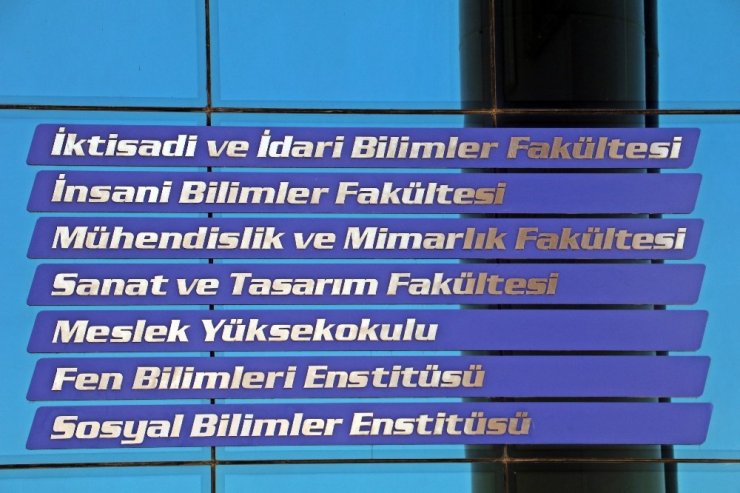 İktisadi ve İdari Bilimler Fakültesi
İnsani Bilimler Fakültesi
Mühendislik ve Mimarlık Fakültesi
Sanat ve Tasarım Fakültesi
Meslek Yüksekokulu
Fen Bilimleri Enstitüsü
Sosyal Bilimler Enstitüsü